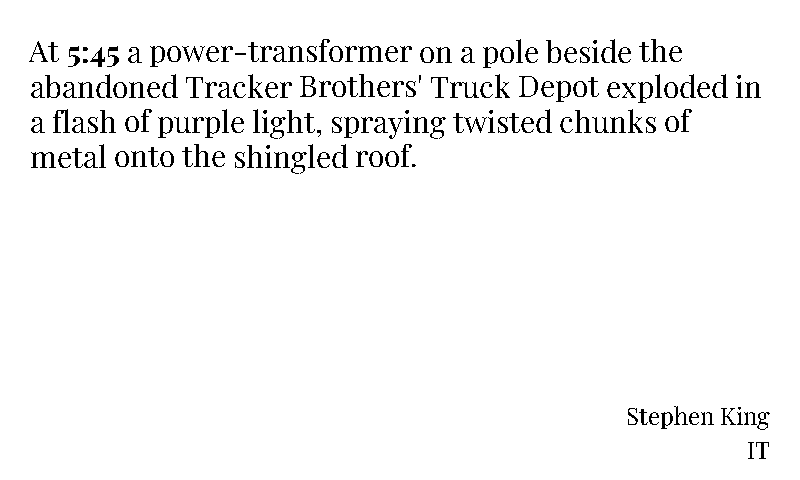 At 5:45 a power-transformer on a pole beside the
abandoned Tracker Brothers' Truck Depot exploded in
a flash of purple light, spraying twisted chunks of
metal onto the shingled roof.
Stephen King
IT